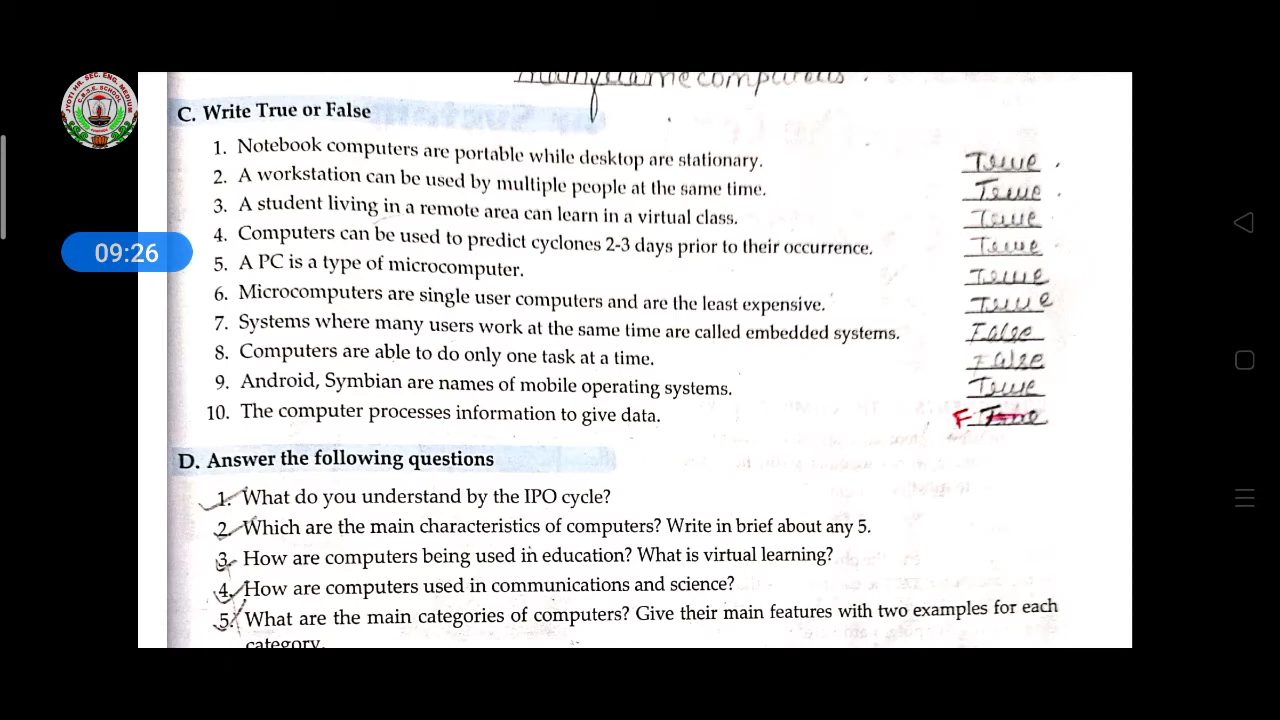 mainframe computers.
C. Write True or False
1. Notebook computers are portable while desktop are stationary. True.
2. A workstation can be used by multiple people at the same time. True.
3. A student living in a remote area can learn in a virtual class. True
4. Computers can be used to predict cyclones 2-3 days prior to their occurrence. True
5. A PC is a type of microcomputer. True
6. Microcomputers are single user computers and are the least expensive. True
7. Systems where many users work at the same time are called embedded systems. False
8. Computers are able to do only one task at a time. False
9. Android, Symbian are names of mobile operating systems. True
10. The computer processes information to give data. F True
D. Answer the following questions
1. What do you understand by the IPO cycle?
2. Which are the main characteristics of computers? Write in brief about any 5.
3. How are computers being used in education? What is virtual learning?
4. How are computers used in communications and science?
5. What are the main categories of computers? Give their main features with two examples for each
category.
09:26
JYOTI HR. SEC. ENG. MEDIUM
C.B.S.E. SCHOOL